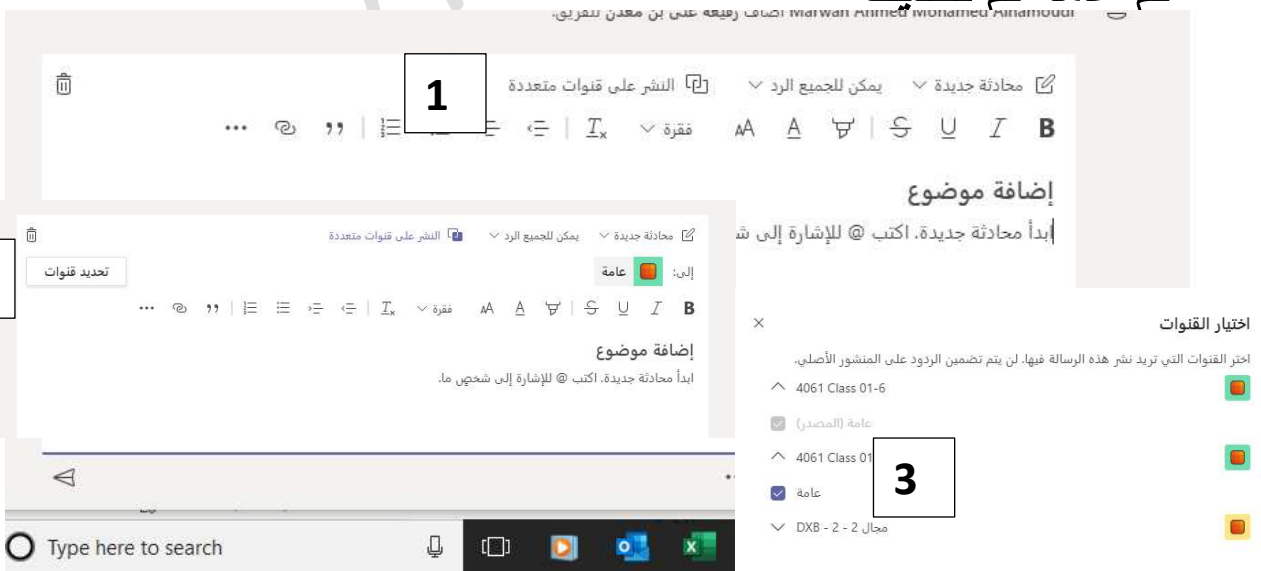 Marwan Ahmed Mohamed Alhamoudi أضاف رفيعة علي بن معدن للفريق.
محادثة جديدة يمكن للجميع الرد النشر على قنوات متعددة
1
B I U S A AA فقرة Tx
إضافة موضوع
ابدأ محادثة جديدة. اكتب @ للإشارة إلى
محادثة جديدة يمكن للجميع الرد النشر على قنوات متعددة
إلى: عامة تحديد قنوات
B I U S A AA فقرة Tx
إضافة موضوع
ابدأ محادثة جديدة. اكتب @ للإشارة إلى شخصٍ ما.
اختيار القنوات
اختر القنوات التي تريد نشر هذه الرسالة فيها. لن يتم تضمين الردود على المنشور الأصلي.
4061 Class 01-6
عامة (المصدر)
4061 Class 01
عامة
3
مجال 2 - DXB - 2
Type here to search